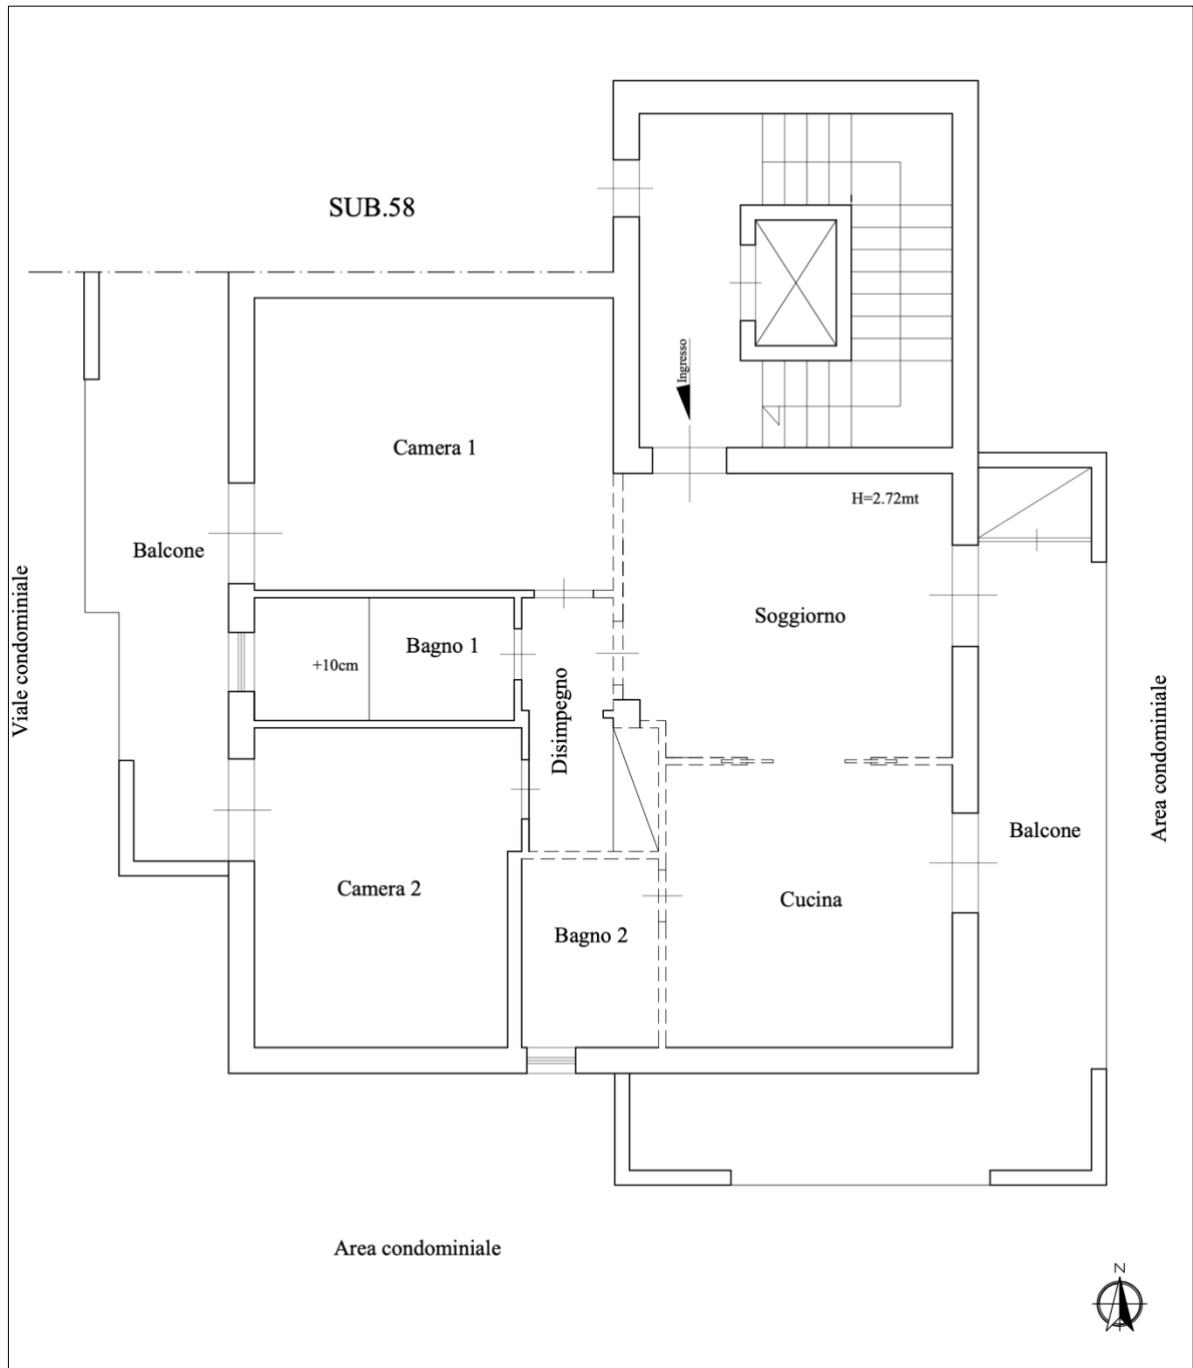 SUB.58
Ingresso
Camera 1
H=2.72mt
Balcone
Viale condominiale
Soggiorno
Bagno 1
+10cm
Disimpegno
Area condominiale
Balcone
Camera 2
Cucina
Bagno 2
Area condominiale
N